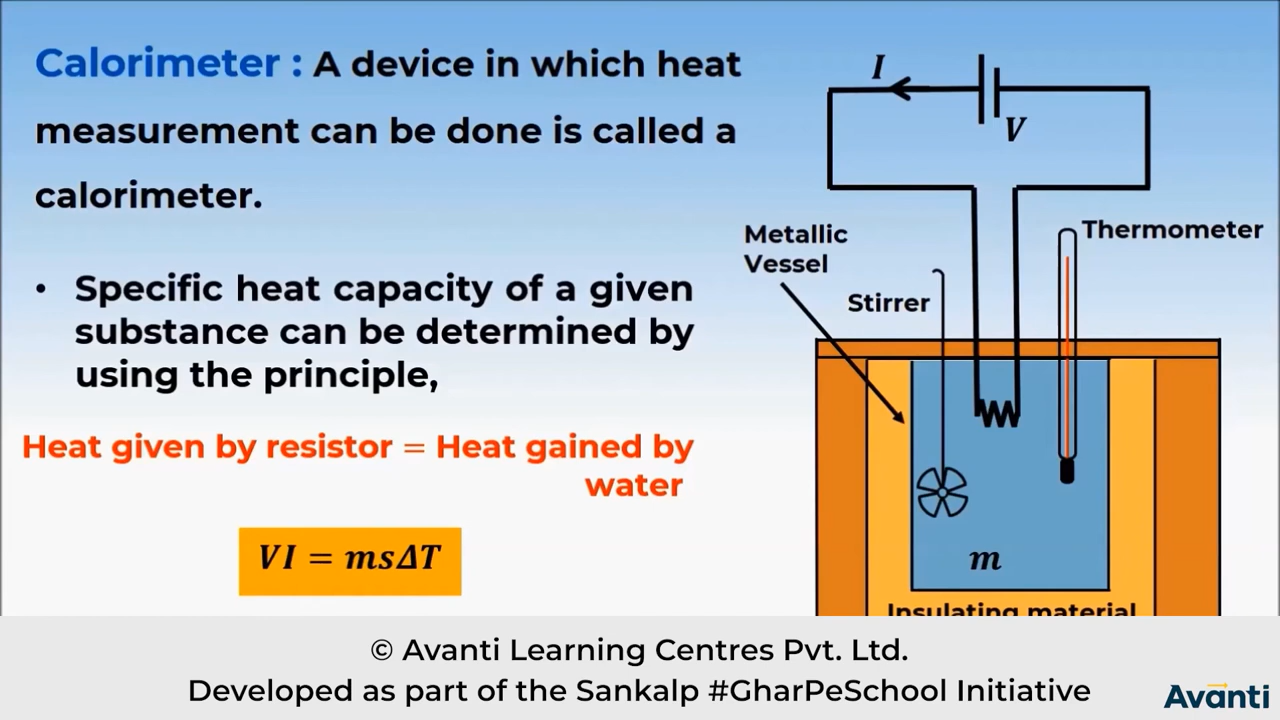 Calorimeter : A device in which heat
measurement can be done is called a
calorimeter.
• Specific heat capacity of a given
substance can be determined by
using the principle,
Heat given by resistor = Heat gained by
water
VI = msΔT
I
V
Metallic
Vessel
Stirrer
Thermometer
m
Insulating material
© Avanti Learning Centres Pvt. Ltd.
Developed as part of the Sankalp #GharPeSchool Initiative
Avanti